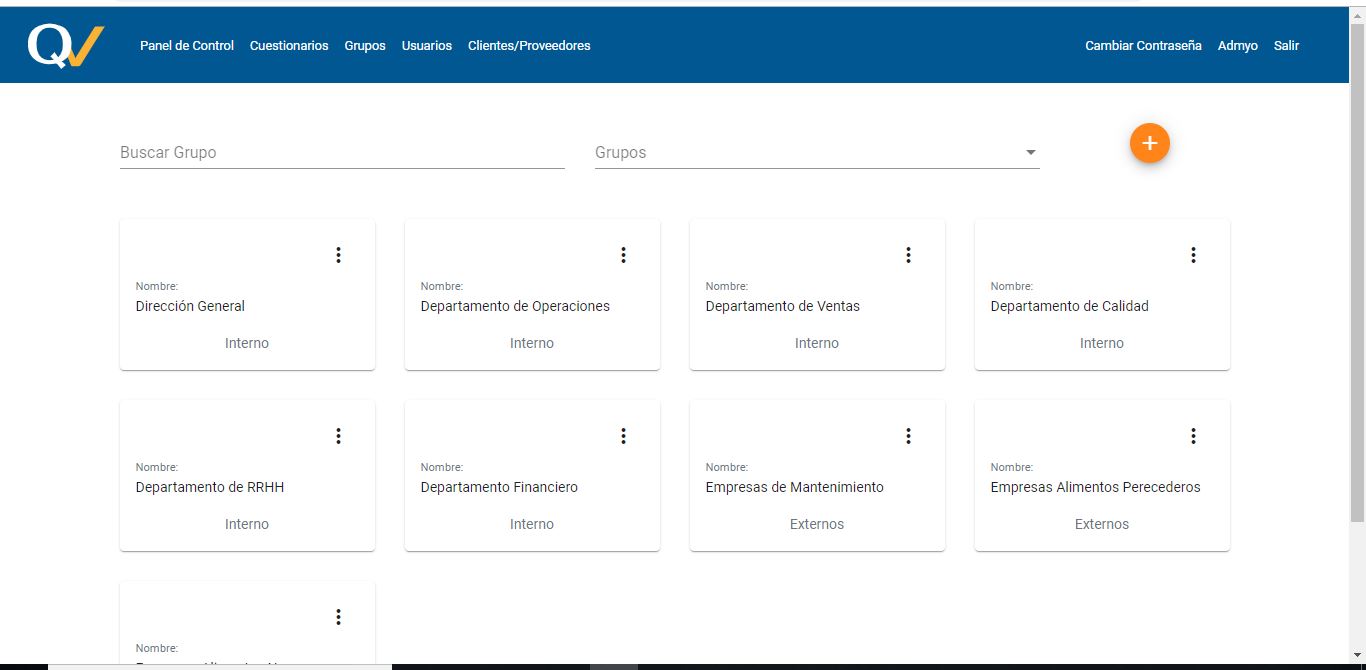 QV
Panel de Control Cuestionarios Grupos Usuarios Clientes/Proveedores Cambiar Contraseña Admyo Salir
Buscar Grupo Grupos
Nombre: Nombre: Nombre: Nombre:
Dirección General Departamento de Operaciones Departamento de Ventas Departamento de Calidad
Interno Interno Interno Interno
Nombre: Nombre: Nombre: Nombre:
Departamento de RRHH Departamento Financiero Empresas de Mantenimiento Empresas Alimentos Perecederos
Interno Interno Externos Externos
Nombre: